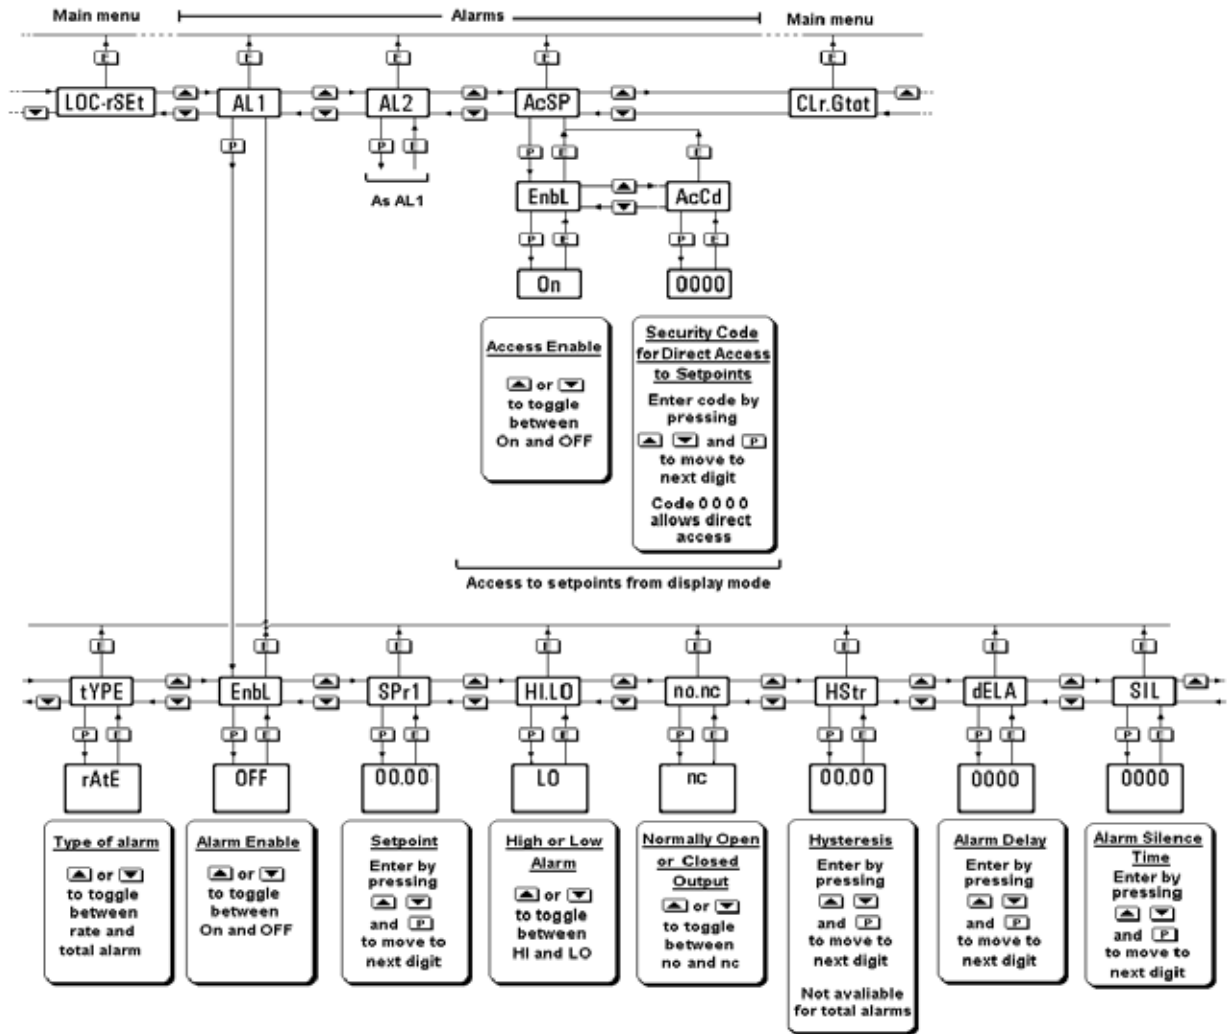 Main menu
Alarms
Main menu
E E E E E
LOC-rSEt AL1 AL2 AcSP CLr.Gtot
P P E P E E
As AL1
EnbL AcCd
P E P E
On 0000
Access Enable
or
to toggle
between
On and OFF
Security Code
for Direct Access
to Setpoints
Enter code by
pressing
and P
to move to
next digit
Code 0 0 0 0
allows direct
access
Access to setpoints from display mode
E E E E E E E E
tYPE EnbL SPr1 HI.LO no.nc HStr dELA SIL
P E P E P E P E P E P E P E P E
rAtE OFF 00.00 LO nc 00.00 0000 0000
Type of alarm
or
to toggle
between
rate and
total alarm
Alarm Enable
or
to toggle
between
On and OFF
Setpoint
Enter by
pressing
and P
to move to
next digit
High or Low
Alarm
or
to toggle
between
HI and LO
Normally Open
or Closed
Output
or
to toggle
between
no and nc
Hysteresis
Enter by
pressing
and P
to move to
next digit
Not avaliable
for total alarms
Alarm Delay
Enter by
pressing
and P
to move to
next digit
Alarm Silence
Time
Enter by
pressing
and P
to move to
next digit